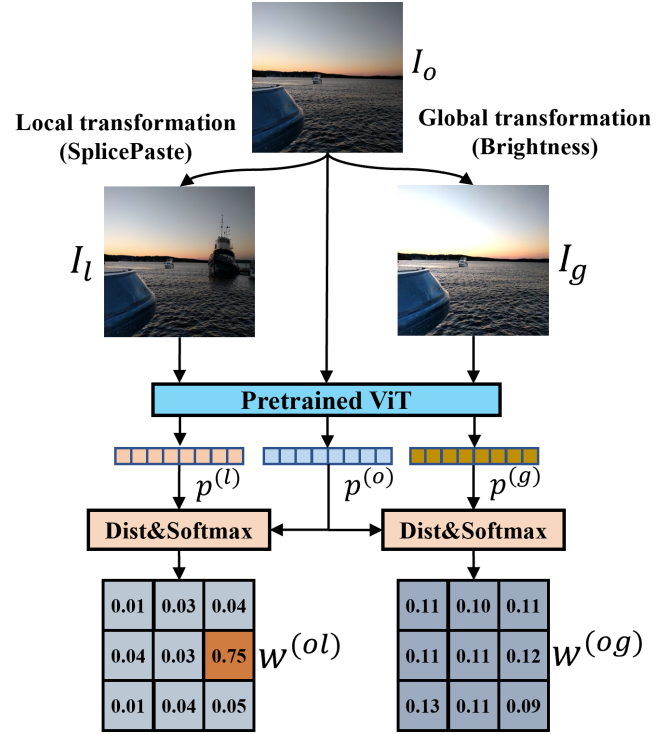 I_o
Local transformation
(SplicePaste)
Global transformation
(Brightness)
I_l
I_g
Pretrained ViT
p^(l)
p^(o)
p^(g)
Dist&Softmax
Dist&Softmax
0.01 0.03 0.04
0.04 0.03 0.75
0.01 0.04 0.05
w^(ol)
0.11 0.10 0.11
0.11 0.11 0.12
0.13 0.11 0.09
w^(og)